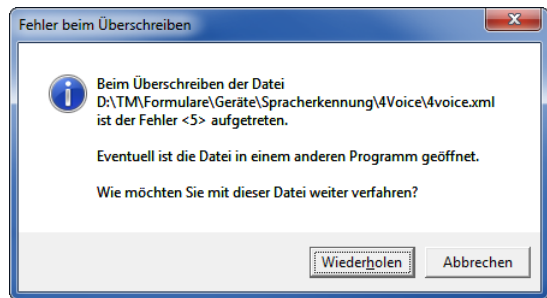 Fehler beim Überschreiben
Beim Überschreiben der Datei
D:\TM\Formulare\Geräte\Spracherkennung\4Voice\4voice.xml
ist der Fehler <5> aufgetreten.
Eventuell ist die Datei in einem anderen Programm geöffnet.
Wie möchten Sie mit dieser Datei weiter verfahren?
Wiederholen
Abbrechen